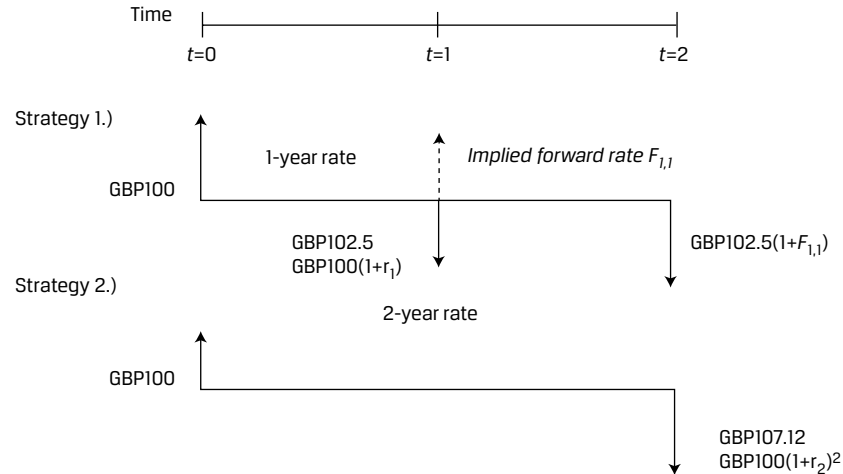 Time
t=0 t=1 t=2
Strategy 1.)
1-year rate Implied forward rate F1,1
GBP100
GBP102.5
GBP100(1+r1)
GBP102.5(1+F1,1)
Strategy 2.)
2-year rate
GBP100
GBP107.12
GBP100(1+r2)2